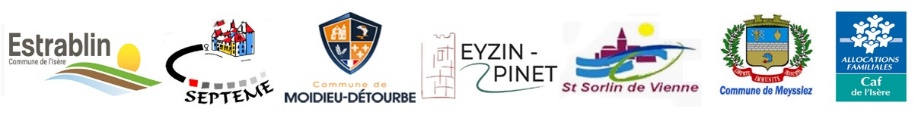 Estrablin
Commune de l'Isère
SEPTEME
Commune de
MOIDIEU-DÉTOURBE
EYZIN -
PINET
St Sorlin de Vienne
Commune de Meyssiez
ALLOCATIONS
FAMILIALES
Caf
de l'Isère